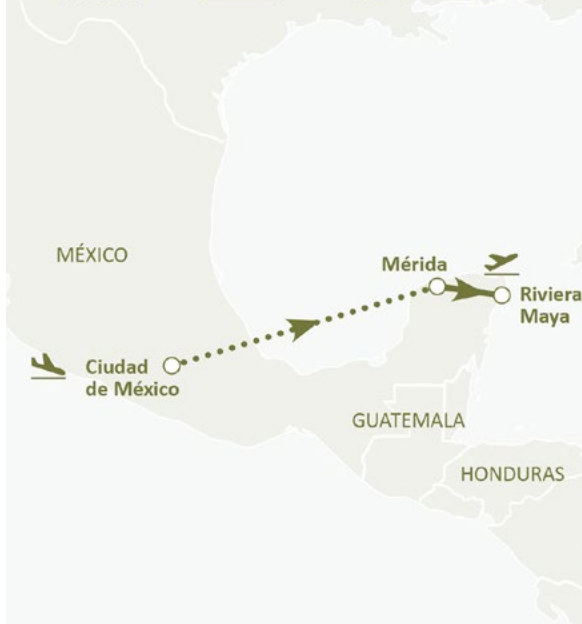 MÉXICO
Mérida
Riviera
Maya
Ciudad
de México
GUATEMALA
HONDURAS